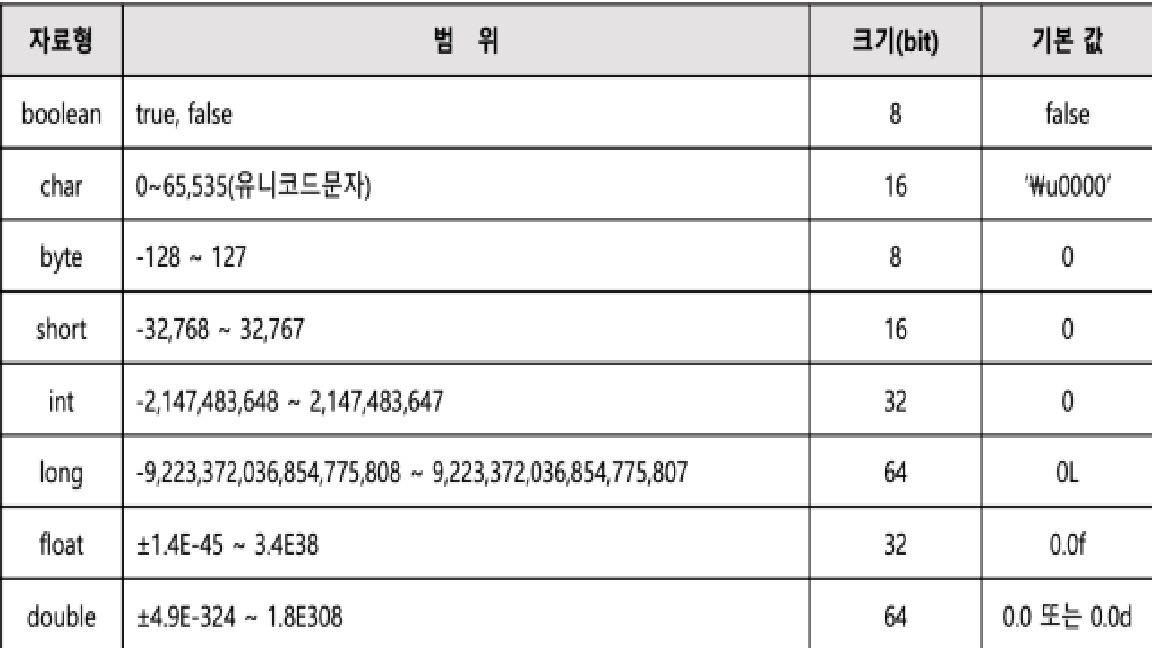 자료형 범 위 크기(bit) 기본 값
boolean true, false 8 false
char 0~65,535(유니코드문자) 16 '₩u0000'
byte -128 ~ 127 8 0
short -32,768 ~ 32,767 16 0
int -2,147,483,648 ~ 2,147,483,647 32 0
long -9,223,372,036,854,775,808 ~ 9,223,372,036,854,775,807 64 0L
float ±1.4E-45 ~ 3.4E38 32 0.0f
double ±4.9E-324 ~ 1.8E308 64 0.0 또는 0.0d